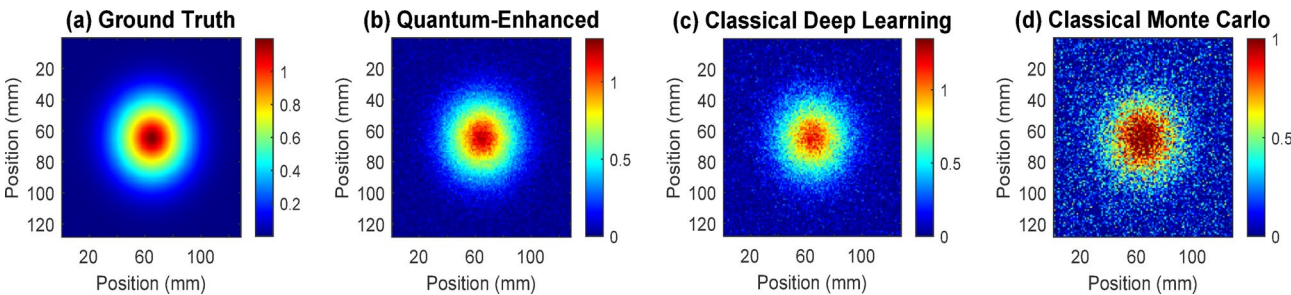 (a) Ground Truth
20
40
60
80
100
120
Position (mm)
20 60 100
Position (mm)
1
0.8
0.6
0.4
0.2
(b) Quantum-Enhanced
20
40
60
80
100
120
Position (mm)
20 60 100
Position (mm)
1
0.5
0
(c) Classical Deep Learning
20
40
60
80
100
120
Position (mm)
20 60 100
Position (mm)
1
0.5
0
(d) Classical Monte Carlo
20
40
60
80
100
120
Position (mm)
20 60 100
Position (mm)
1
0.5
0